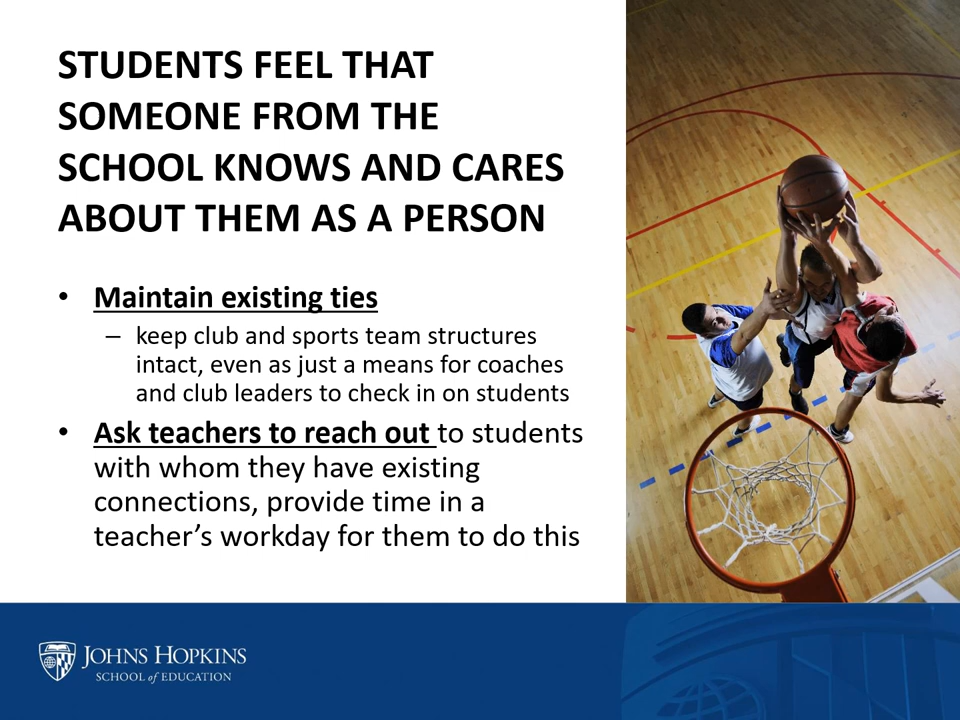 STUDENTS FEEL THAT
SOMEONE FROM THE
SCHOOL KNOWS AND CARES
ABOUT THEM AS A PERSON
• Maintain existing ties
– keep club and sports team structures
intact, even as just a means for coaches
and club leaders to check in on students
• Ask teachers to reach out to students
with whom they have existing
connections, provide time in a
teacher’s workday for them to do this
JOHNS HOPKINS
SCHOOL of EDUCATION